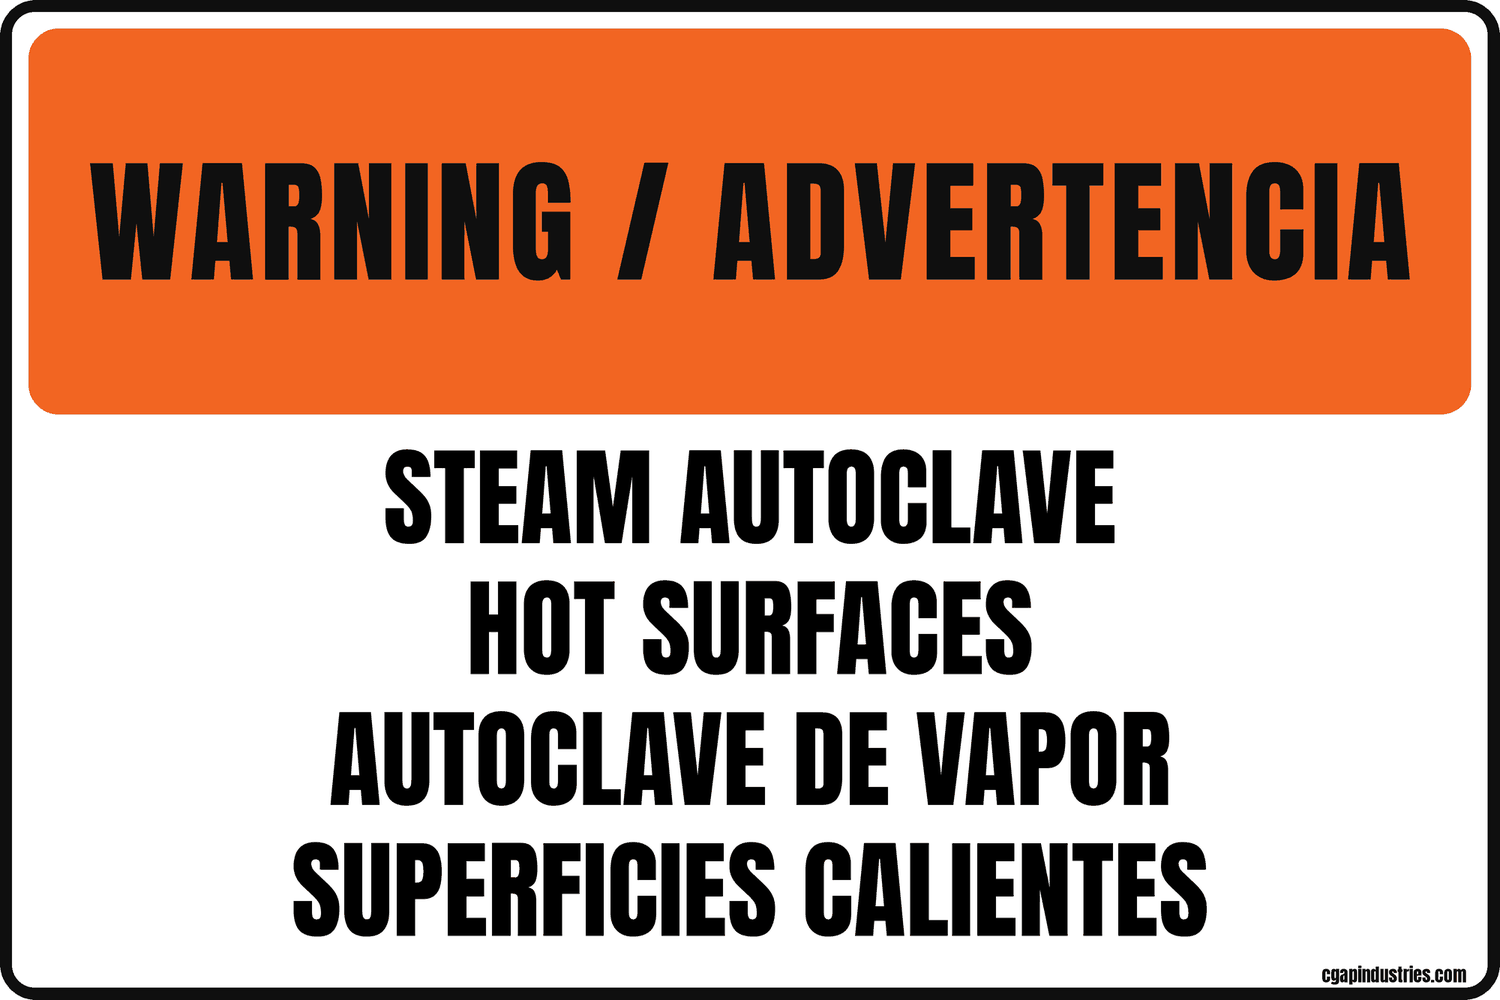 WARNING / ADVERTENCIA
STEAM AUTOCLAVE
HOT SURFACES
AUTOCLAVE DE VAPOR
SUPERFICIES CALIENTES
cgapindustries.com